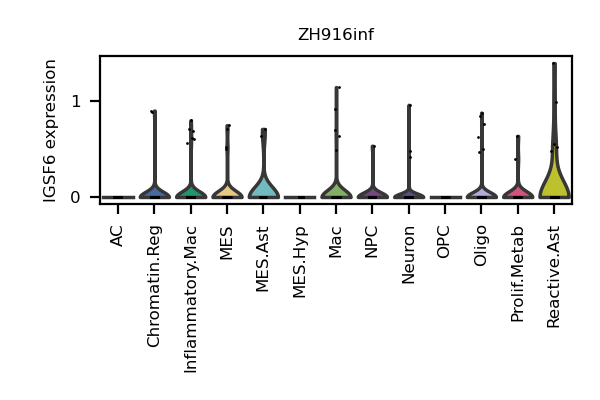 ZH916inf
IGSF6 expression
1
0
AC
Chromatin.Reg
Inflammatory.Mac
MES
MES.Ast
MES.Hyp
Mac
NPC
Neuron
OPC
Oligo
Prolif.Metab
Reactive.Ast